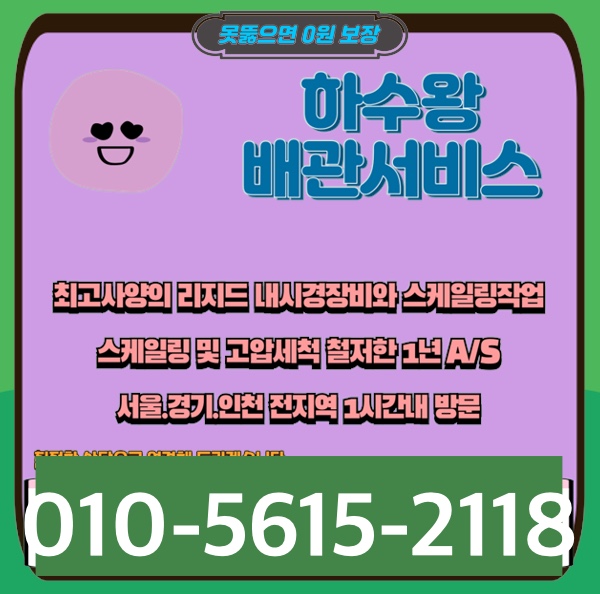 못뚫으면 0원 보장
하수왕
배관서비스
최고사양의 리지드 내시경장비와 스케일링작업
스케일링 및 고압세척 철저한 1년 A/S
서울.경기.인천 전지역 1시간내 방문
010-5615-2118